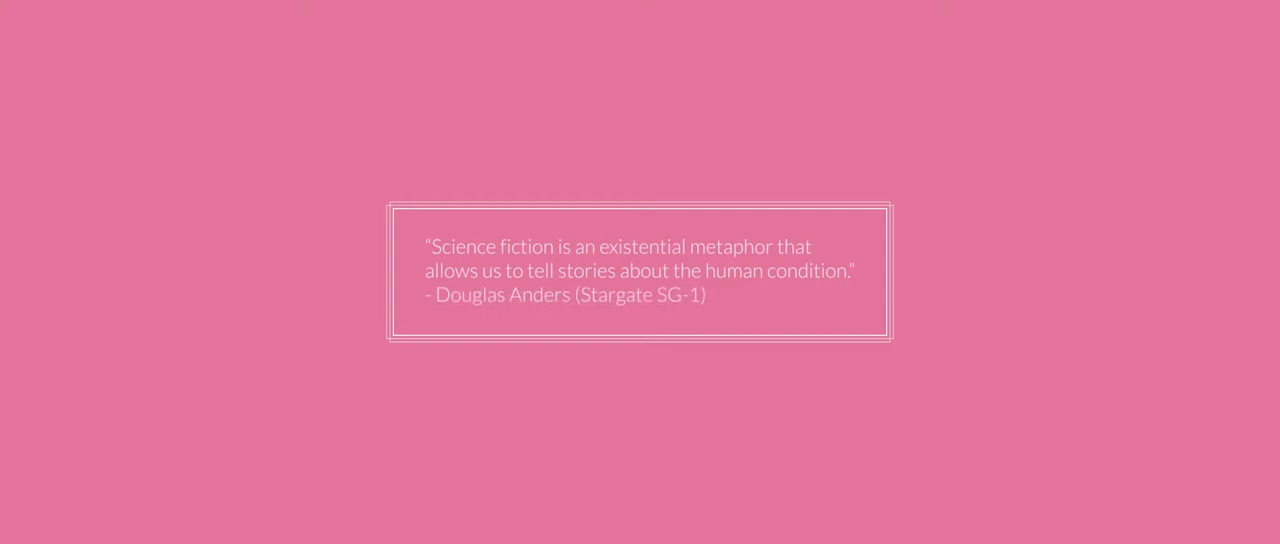 “Science fiction is an existential metaphor that
allows us to tell stories about the human condition.”
- Douglas Anders (Stargate SG-1)